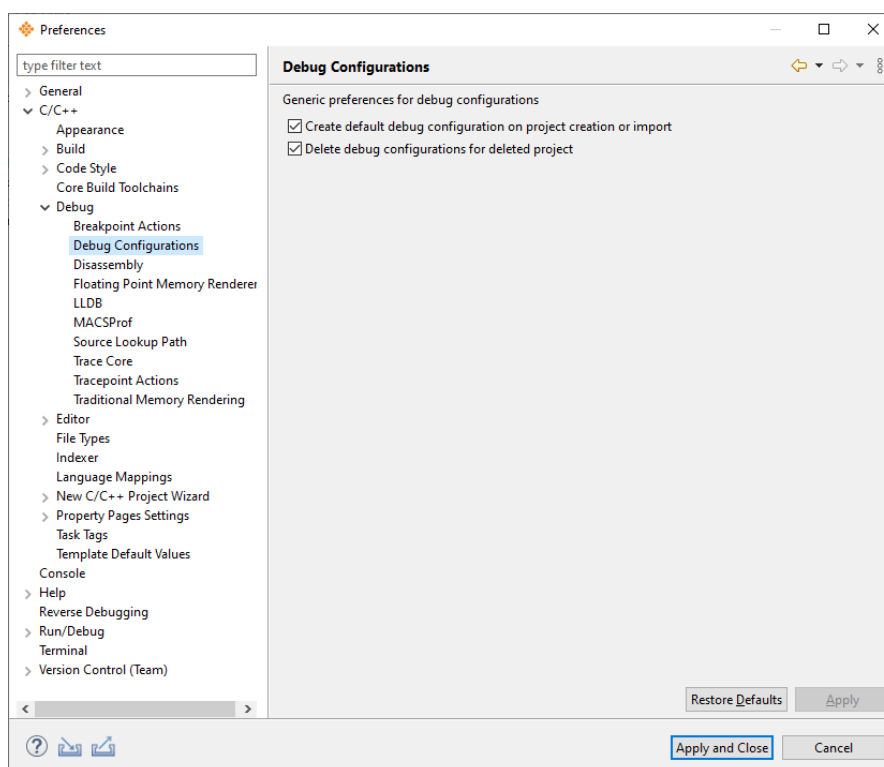 Preferences
type filter text
General
C/C++
Appearance
Build
Code Style
Core Build Toolchains
Debug
Breakpoint Actions
Debug Configurations
Disassembly
Floating Point Memory Renderer
LLDB
MACSProf
Source Lookup Path
Trace Core
Tracepoint Actions
Traditional Memory Rendering
Editor
File Types
Indexer
Language Mappings
New C/C++ Project Wizard
Property Pages Settings
Task Tags
Template Default Values
Console
Help
Reverse Debugging
Run/Debug
Terminal
Version Control (Team)
Debug Configurations
Generic preferences for debug configurations
Create default debug configuration on project creation or import
Delete debug configurations for deleted project
Restore Defaults
Apply
Apply and Close
Cancel